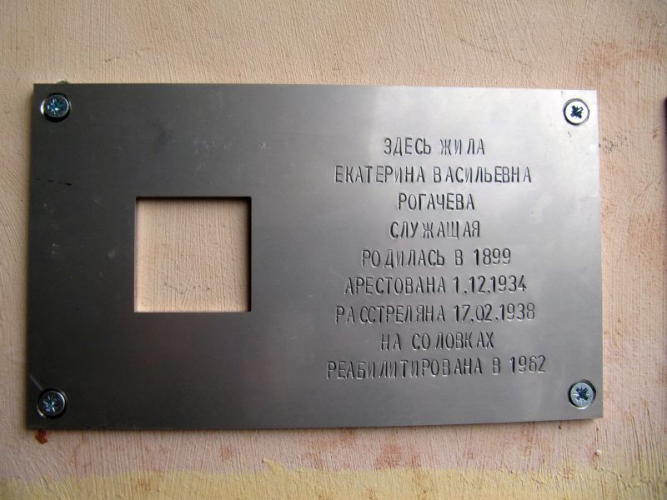 ЗДЕСЬ ЖИЛА
ЕКАТЕРИНА ВАСИЛЬЕВНА
РОГАЧЕВА
СЛУЖАЩАЯ
РОДИЛАСЬ В 1899
АРЕСТОВАНА 1.12.1934
РАССТРЕЛЯНА 17.02.1938
НА СОЛОВКАХ
РЕАБИЛИТИРОВАНА В 1962